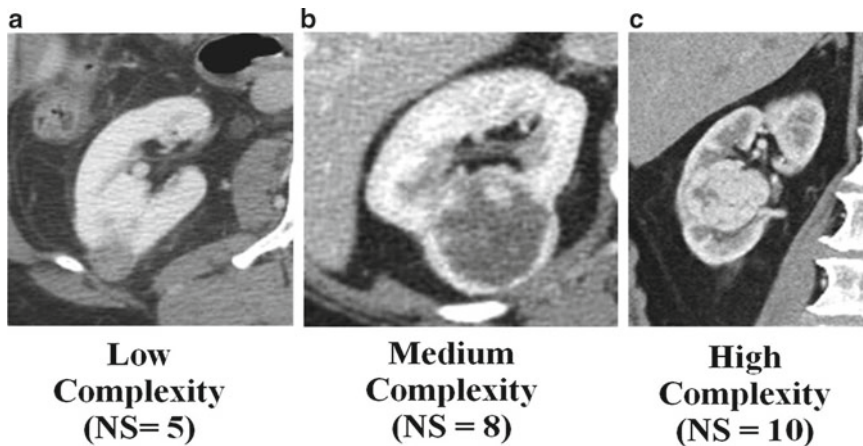 a
b
c
Low
Complexity
(NS= 5)
Medium
Complexity
(NS = 8)
High
Complexity
(NS = 10)